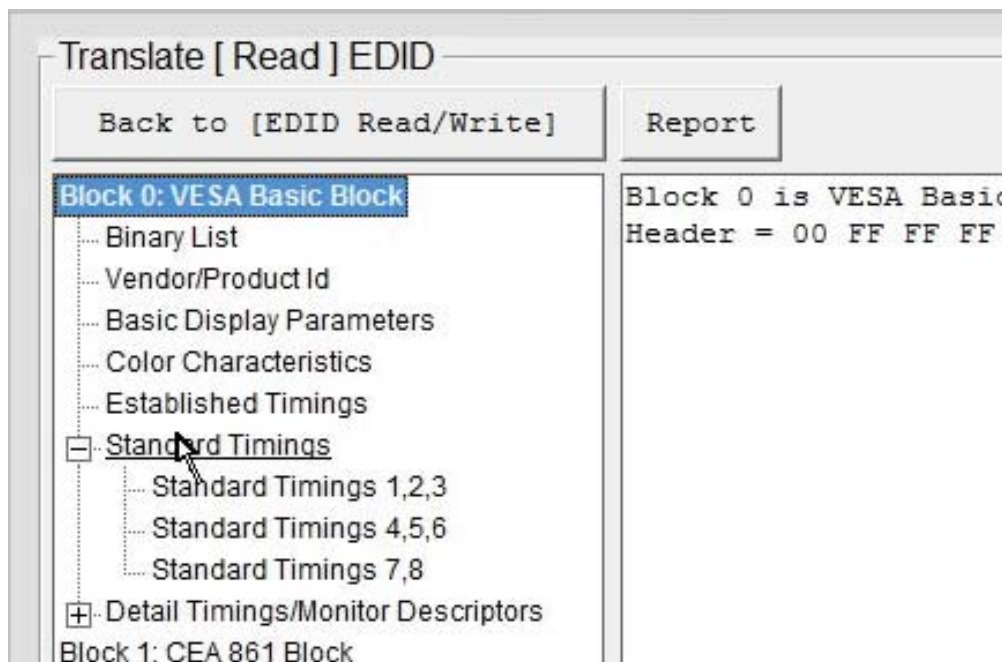 Translate [ Read ] EDID
Back to [EDID Read/Write]
Report
Block 0: VESA Basic Block
Binary List
Vendor/Product Id
Basic Display Parameters
Color Characteristics
Established Timings
Standard Timings
Standard Timings 1,2,3
Standard Timings 4,5,6
Standard Timings 7,8
Detail Timings/Monitor Descriptors
Block 1: CEA 861 Block
Block 0 is VESA Basic
Header = 00 FF FF FF